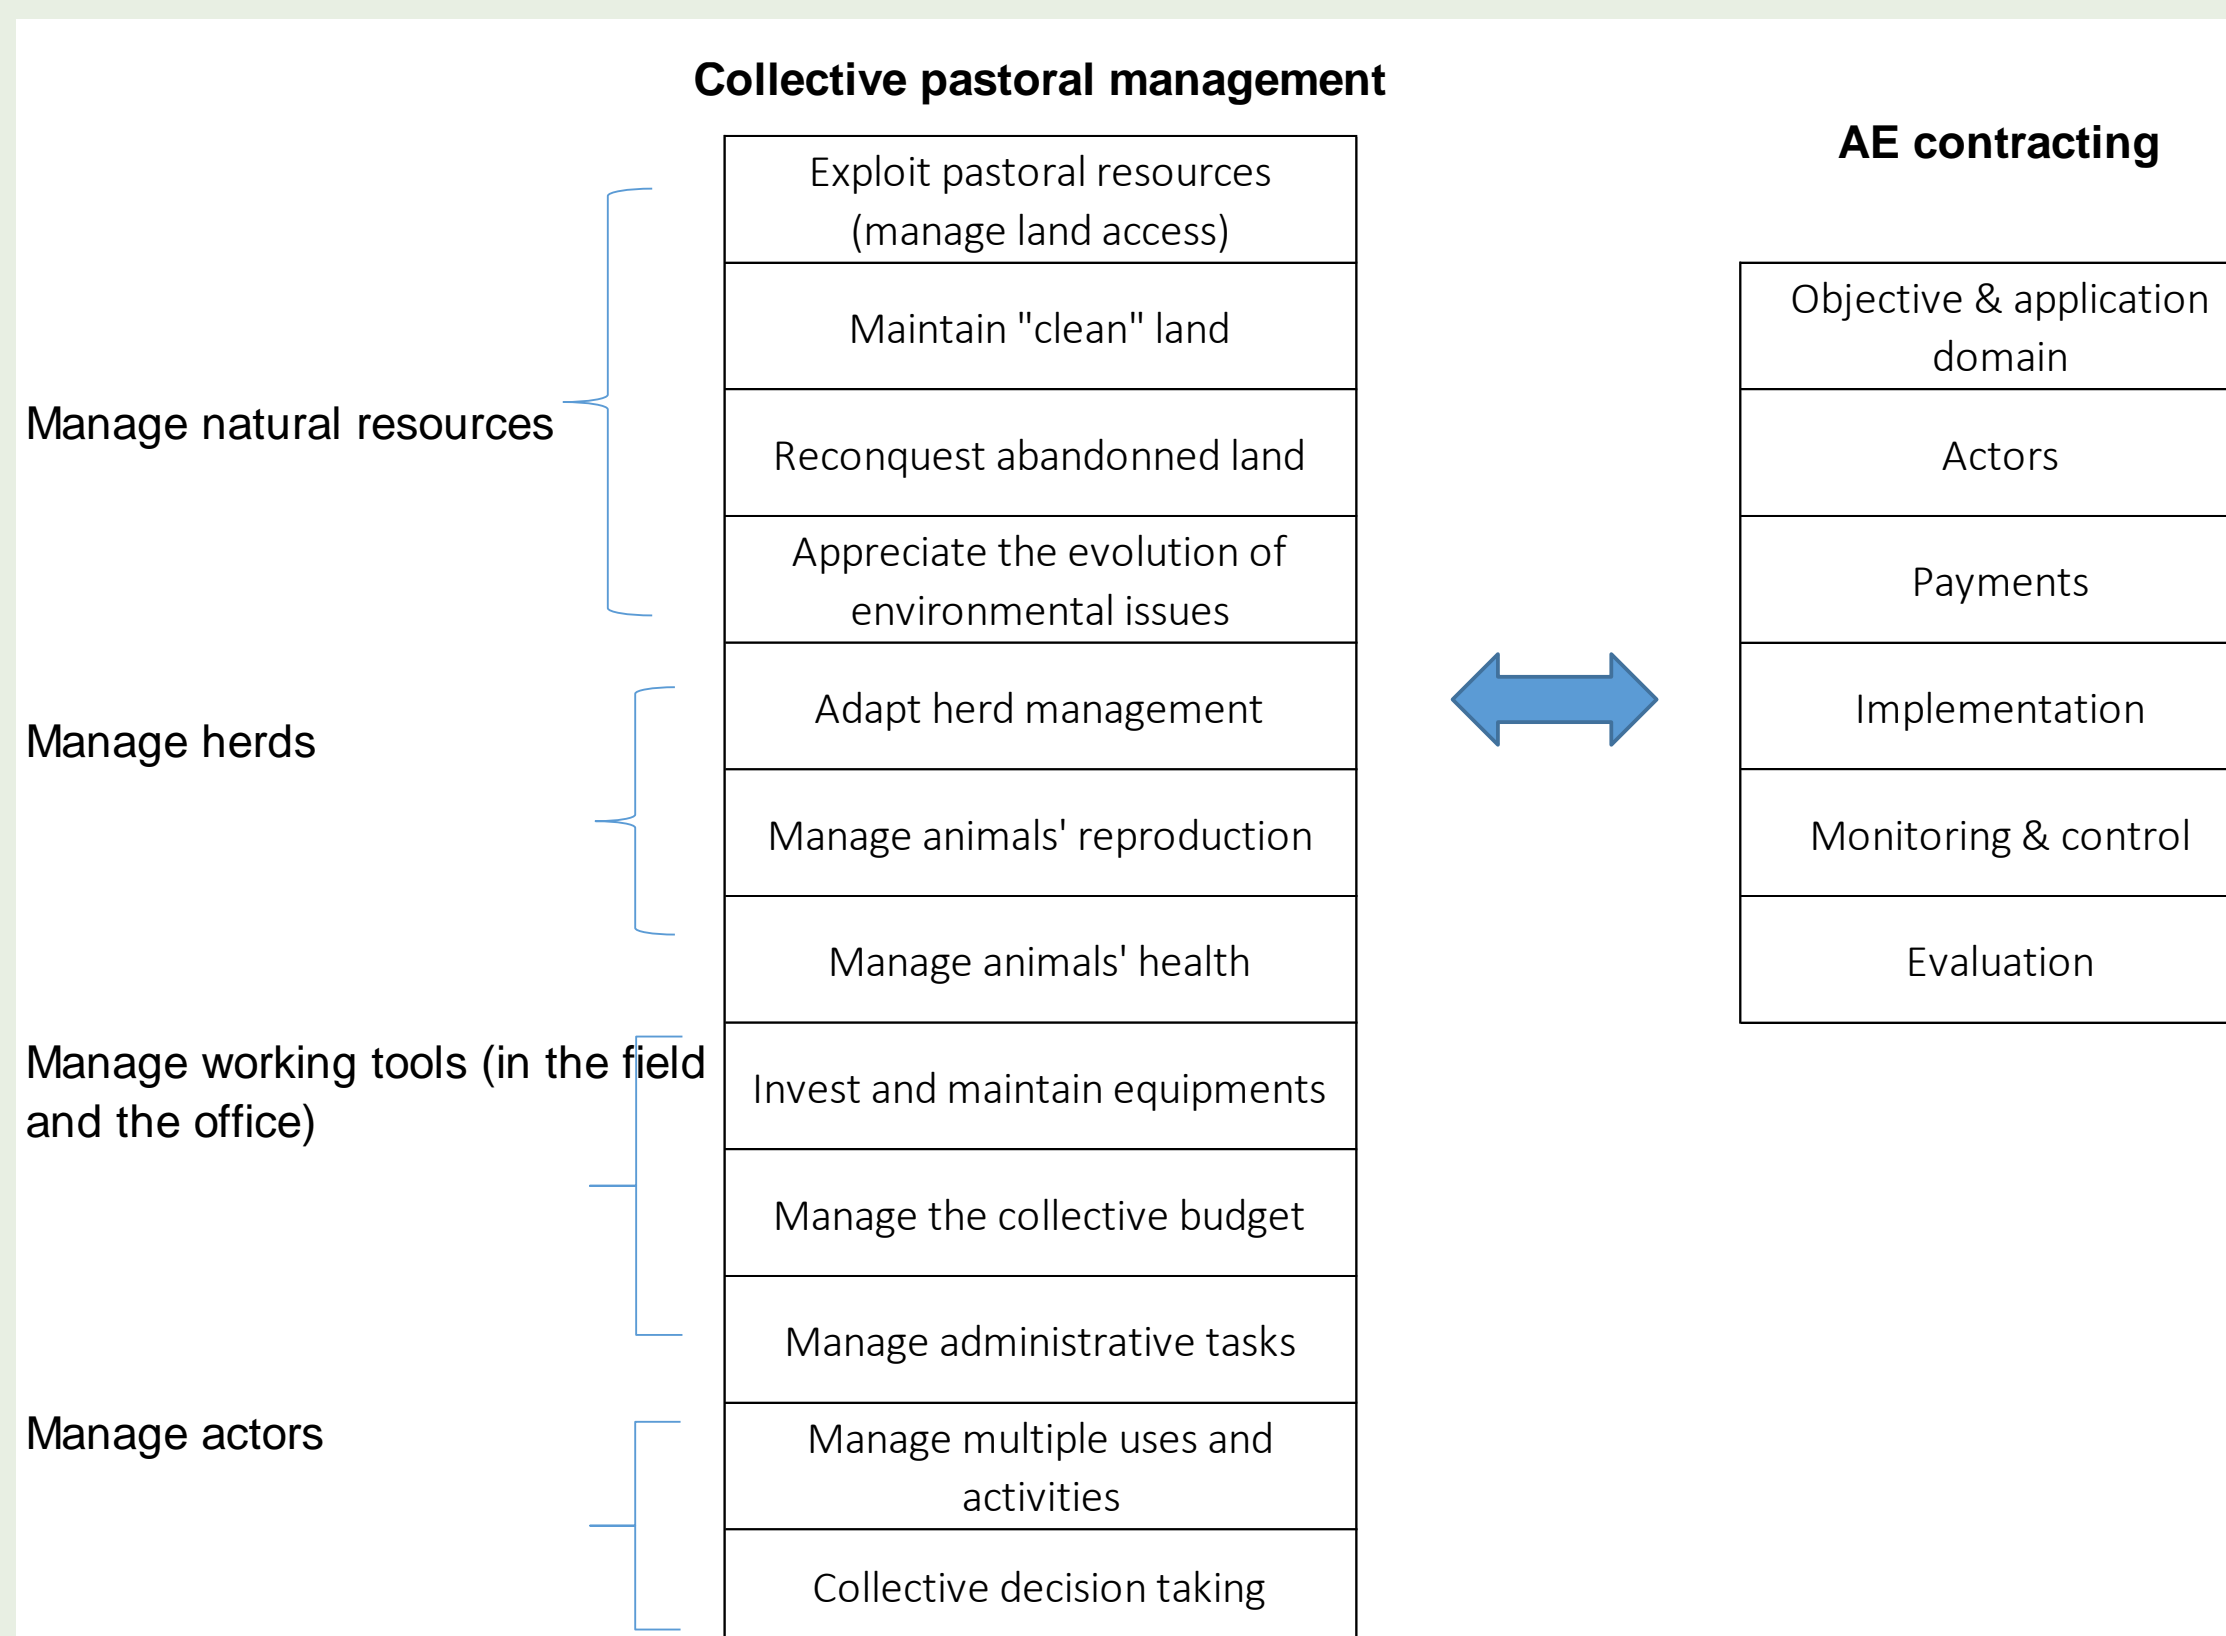 Collective pastoral management
AE contracting
Manage natural resources
Manage herds
Manage working tools (in the field
and the office)
Manage actors
Exploit pastoral resources
(manage land access)
Maintain "clean" land
Reconquest abandonned land
Appreciate the evolution of
environmental issues
Adapt herd management
Manage animals' reproduction
Manage animals' health
Invest and maintain equipments
Manage the collective budget
Manage administrative tasks
Manage multiple uses and
activities
Collective decision taking
Objective & application
domain
Actors
Payments
Implementation
Monitoring & control
Evaluation